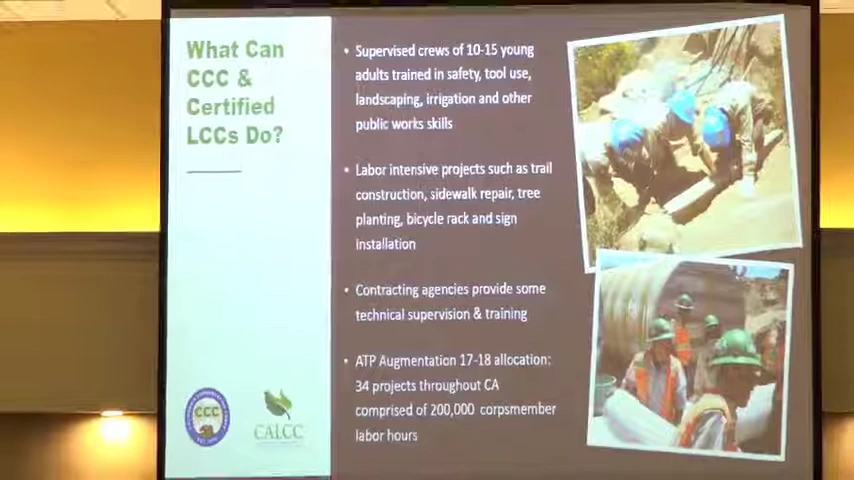 What Can
CCC &
Certified
LCCs Do?
• Supervised crews of 10-15 young
adults trained in safety, tool use,
landscaping, irrigation and other
public works skills
• Labor intensive projects such as trail
construction, sidewalk repair, tree
planting, bicycle rack and sign
installation
• Contracting agencies provide some
technical supervision & training
• ATP Augmentation 17-18 allocation:
34 projects throughout CA
comprised of 200,000 corpsmember
labor hours
CCC
CALCC